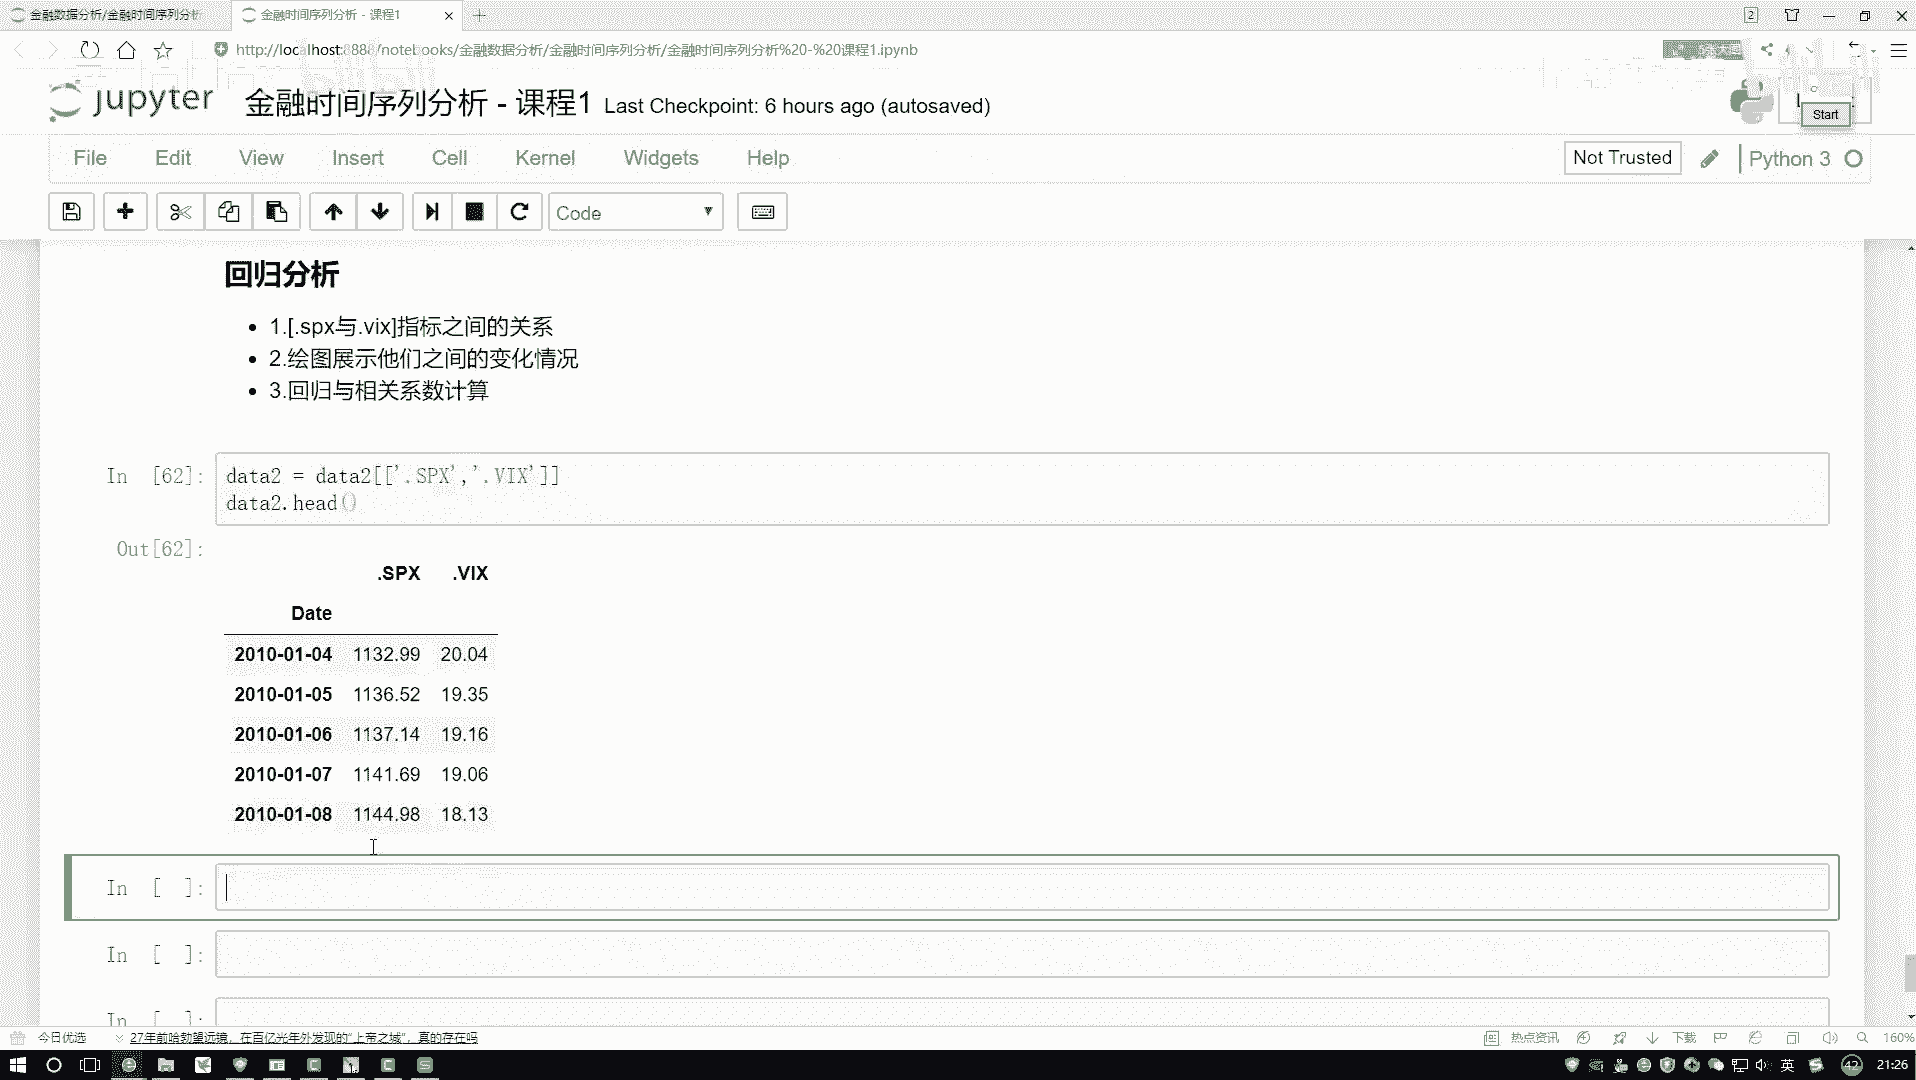 金融数据分析/金融时间序列分析
金融时间序列分析 - 课程1
2
http://localhost:8888/notebooks/金融数据分析/金融时间序列分析/金融时间序列分析%20-%20课程1.ipynb
jupyter 金融时间序列分析 - 课程1 Last Checkpoint: 6 hours ago (autosaved)
Start
File Edit View Insert Cell Kernel Widgets Help
Not Trusted
Python 3
Code
回归分析
1.[.spx与.vix]指标之间的关系
2.绘图展示他们之间的变化情况
3.回归与相关系数计算
In [62]:
data2 = data2[['.SPX','.VIX']]
data2.head()
Out[62]:
.SPX .VIX
Date
2010-01-04 1132.99 20.04
2010-01-05 1136.52 19.35
2010-01-06 1137.14 19.16
2010-01-07 1141.69 19.06
2010-01-08 1144.98 18.13
In [ ]:
In [ ]:
In [ ]:
今日优选
27年前哈勃望远镜，在百亿光年外发现的“上帝之城”，真的存在吗
热点资讯
下载
160%
英
42
21:26